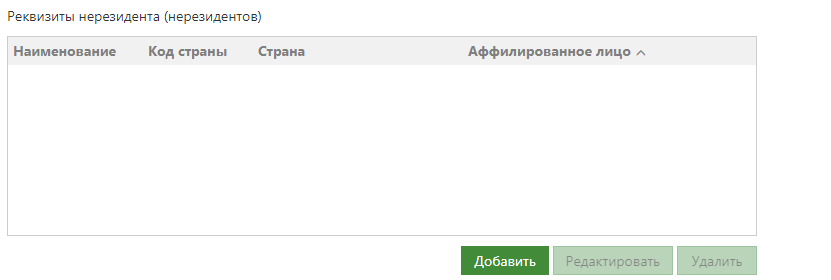 Реквизиты нерезидента (нерезидентов)
Наименование Код страны Страна Аффилированное лицо
Добавить Редактировать Удалить